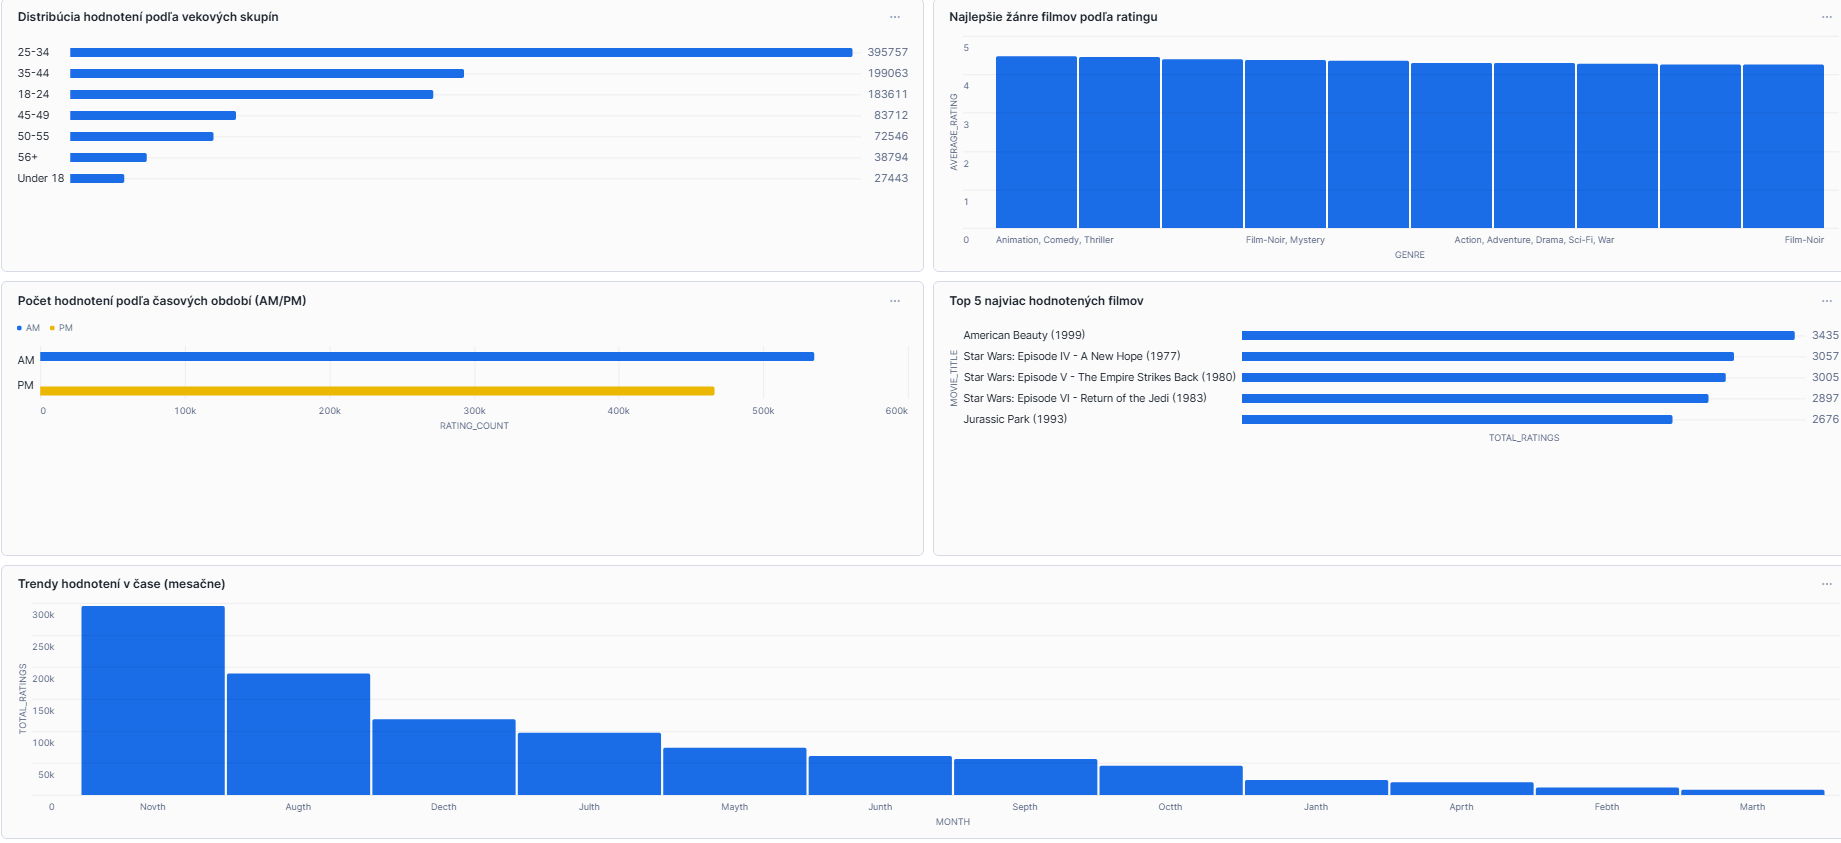 Distribúcia hodnotení podľa vekových skupín
...
25-34 395757
35-44 199063
18-24 183611
45-49 83712
50-55 72546
56+ 38794
Under 18 27443
Najlepšie žánre filmov podľa ratingu
...
AVERAGE_RATING
5
4
3
2
1
0
Animation, Comedy, Thriller Film-Noir, Mystery Action, Adventure, Drama, Sci-Fi, War Film-Noir
GENRE
Počet hodnotení podľa časových období (AM/PM)
...
AM PM
AM
PM
0 100k 200k 300k 400k 500k 600k
RATING_COUNT
Top 5 najviac hodnotených filmov
...
MOVIE_TITLE
American Beauty (1999) 3435
Star Wars: Episode IV - A New Hope (1977) 3057
Star Wars: Episode V - The Empire Strikes Back (1980) 3005
Star Wars: Episode VI - Return of the Jedi (1983) 2897
Jurassic Park (1993) 2676
TOTAL_RATINGS
Trendy hodnotení v čase (mesačne)
...
TOTAL_RATINGS
300k
250k
200k
150k
100k
50k
0
Novth Augth Decth Julth Mayth Junth Septh Octth Janth Aprth Febth Marth
MONTH